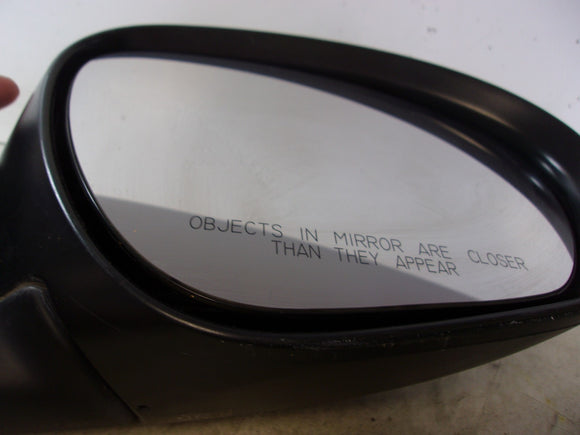 OBJECTS IN MIRROR ARE CLOSER
THAN THEY APPEAR